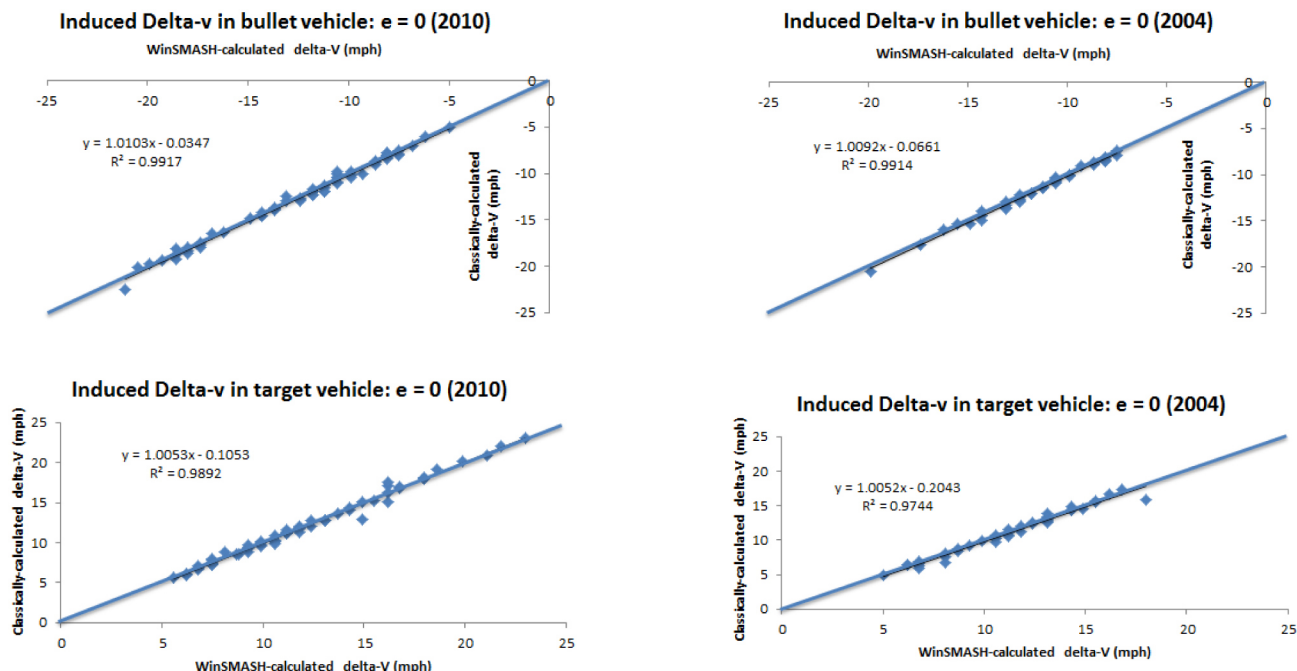 Induced Delta-v in bullet vehicle: e = 0 (2010)
WinSMASH-calculated delta-V (mph)
-25 -20 -15 -10 -5 0
0
-5
-10
-15
-20
-25
y = 1.0103x - 0.0347
R² = 0.9917
Classically-calculated
delta-V (mph)
Induced Delta-v in bullet vehicle: e = 0 (2004)
WinSMASH-calculated delta-V (mph)
-25 -20 -15 -10 -5 0
0
-5
-10
-15
-20
-25
y = 1.0092x - 0.0661
R² = 0.9914
Classically-calculated
delta-V (mph)
Induced Delta-v in target vehicle: e = 0 (2010)
Classically-calculated delta-V (mph)
25
20
15
10
5
0
y = 1.0053x - 0.1053
R² = 0.9892
0 5 10 15 20 25
WinSMASH-calculated delta-V (mph)
Induced Delta-v in target vehicle: e = 0 (2004)
Classically-calculated delta-V (mph)
25
20
15
10
5
0
y = 1.0052x - 0.2043
R² = 0.9744
0 5 10 15 20 25
WinSMASH-calculated delta-V (mph)